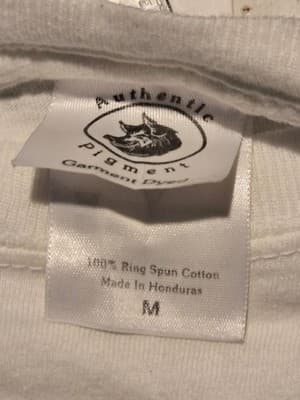 Authentic
Pigment
Garment Dyed
100% Ring Spun Cotton
Made In Honduras
M